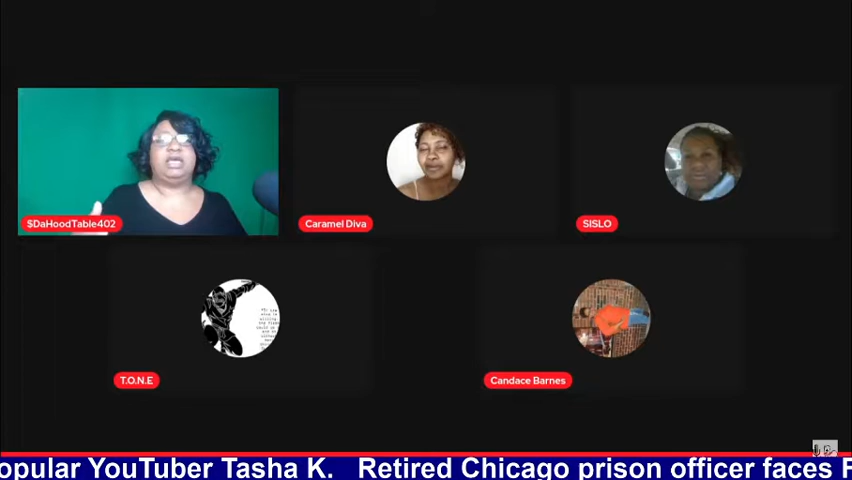 $DaHoodTable402
Caramel Diva
SISLO
T.O.N.E
Candace Barnes
opular YouTuber Tasha K. Retired Chicago prison officer faces F